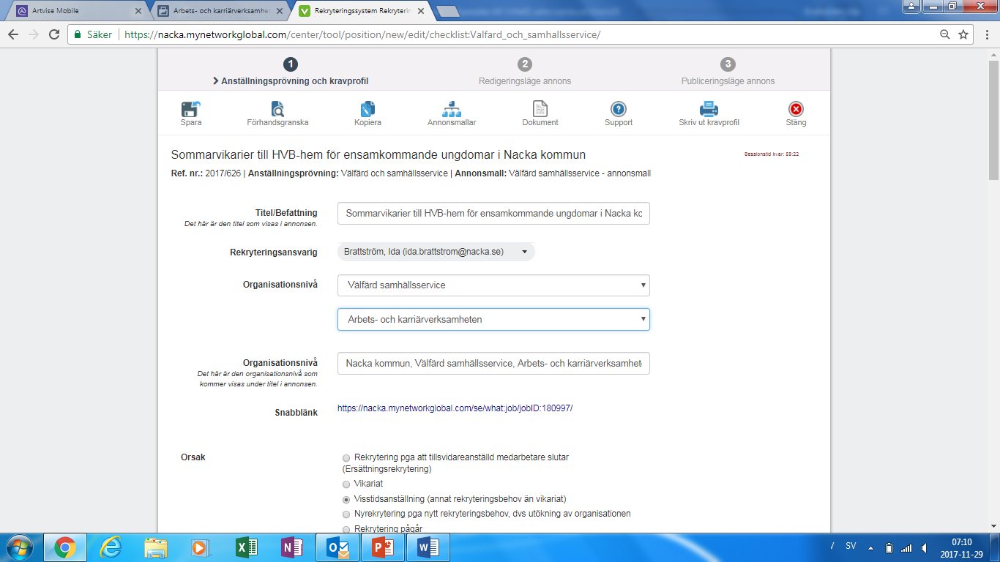 Artvise Mobile
Arbets- och karriärverksamhet
Rekryteringssystem Rekryterin
Säker | https://nacka.mynetworkglobal.com/center/tool/position/new/edit/checklist:Valfard_och_samhallsservice/
1 2 3
Anställningsprövning och kravprofil Redigeringsläge annons Publiceringsläge annons
Spara Förhandsgranska Kopiera Annonsmallar Dokument Support Skriv ut kravprofil Stäng
Sommarvikarier till HVB-hem för ensamkommande ungdomar i Nacka kommun
Sessionstid kvar: 59:22
Ref. nr.: 2017/626 | Anställningsprövning: Välfärd och samhällsservice | Annonsmall: Välfärd samhällsservice - annonsmall
Titel/Befattning
Det här är den titel som visas i annonsen.
Sommarvikarier till HVB-hem för ensamkommande ungdomar i Nacka ko
Rekryteringsansvarig Brattström, Ida (ida.brattstrom@nacka.se)
Organisationsnivå Välfärd samhällsservice
Arbets- och karriärverksamheten
Organisationsnivå
Det här är den organisationsnivå som
kommer visas under titel i annonsen.
Nacka kommun, Välfärd samhällsservice, Arbets- och karriärverksamhete
Snabblänk https://nacka.mynetworkglobal.com/se/what:job/jobID:180997/
Orsak
Rekrytering pga att tillsvidareanställd medarbetare slutar
(Ersättningsrekrytering)
Vikariat
Visstidsanställning (annat rekryteringsbehov än vikariat)
Nyrekrytering pga nytt rekryteringsbehov, dvs utökning av organisationen
Rekrytering pågår
SV
07:10
2017-11-29